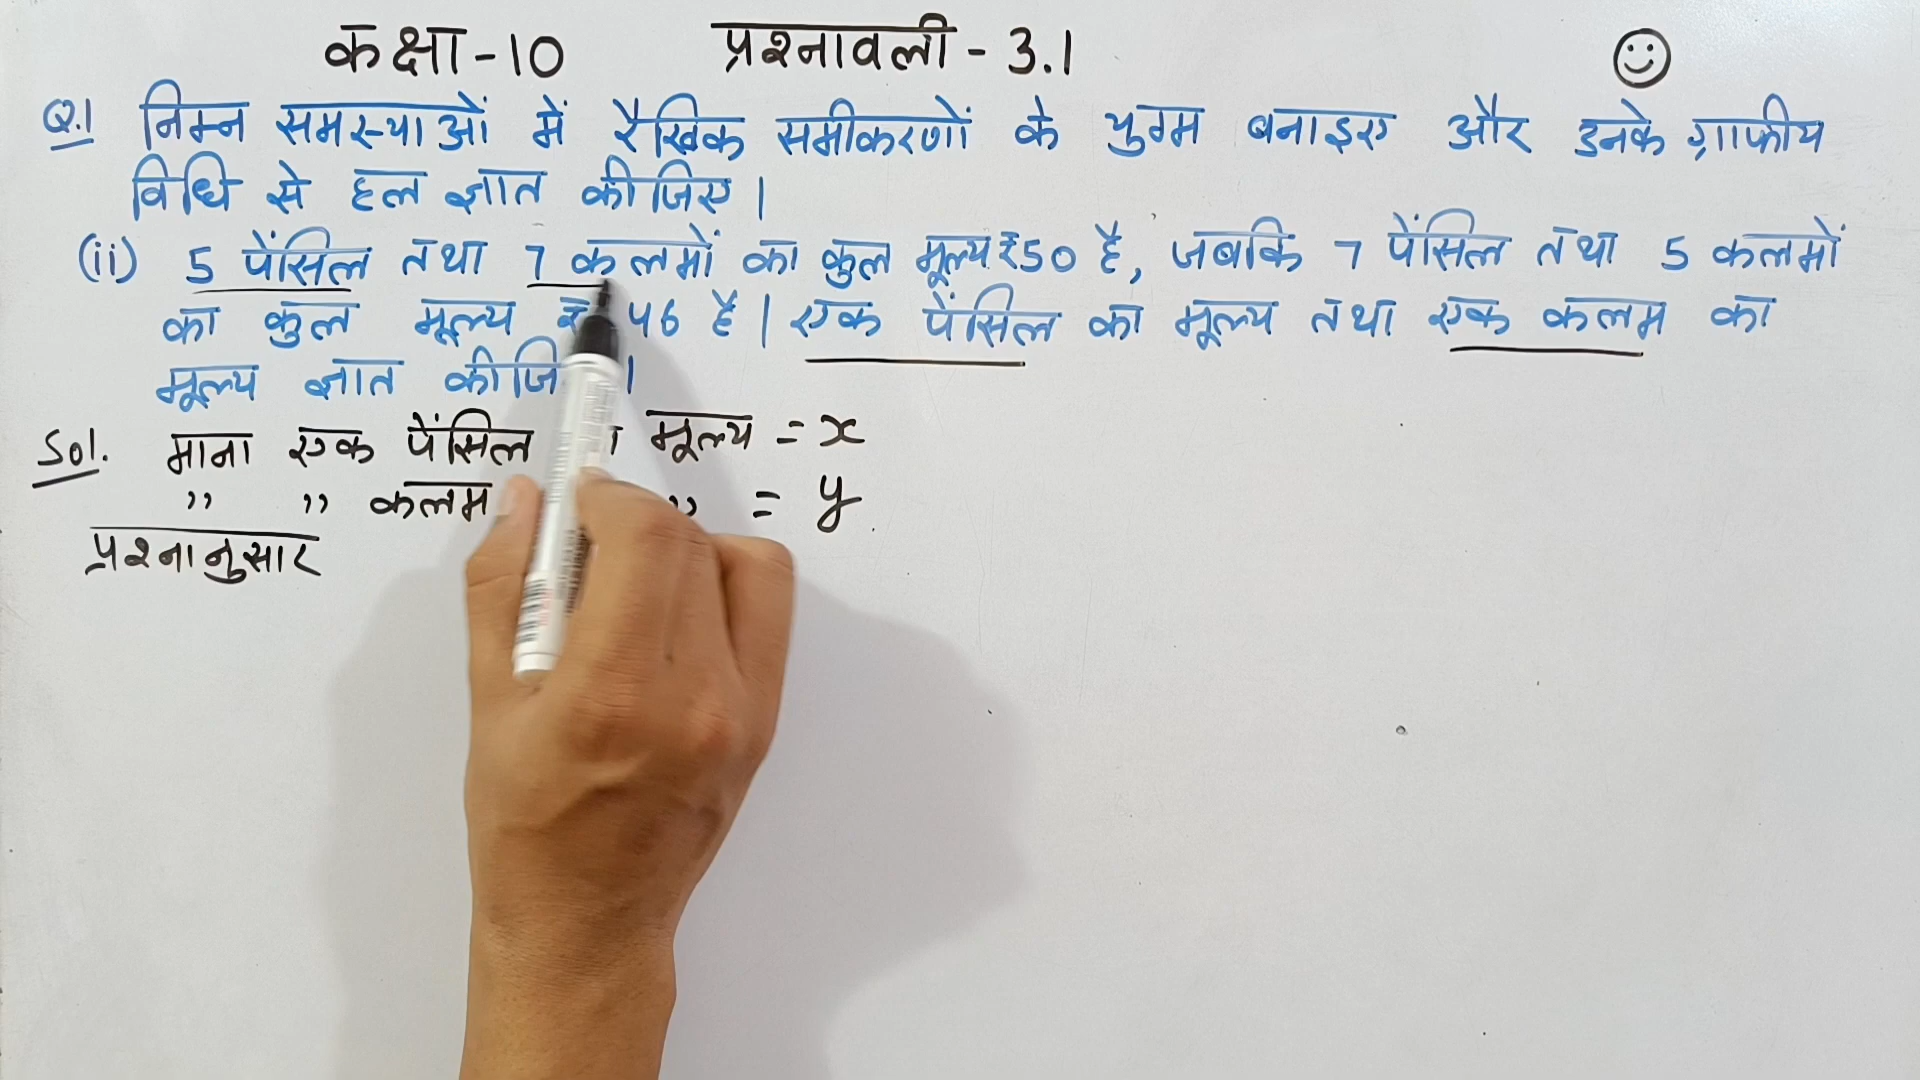 कक्षा-10 प्रश्नावली - 3.1
Q.1 निम्न समस्याओं में रैखिक समीकरणों के युग्म बनाइए और उनके ग्राफीय
विधि से हल ज्ञात कीजिए।
(ii) 5 पेंसिल तथा 7 कलमों का कुल मूल्य ₹50 है, जबकि 7 पेंसिल तथा 5 कलमों
का कुल मूल्य ₹ 46 है। एक पेंसिल का मूल्य तथा एक कलम का
मूल्य ज्ञात
Sol. माना एक पेंसिल मूल्य = x
" " कलम " = y
प्रश्नानुसार